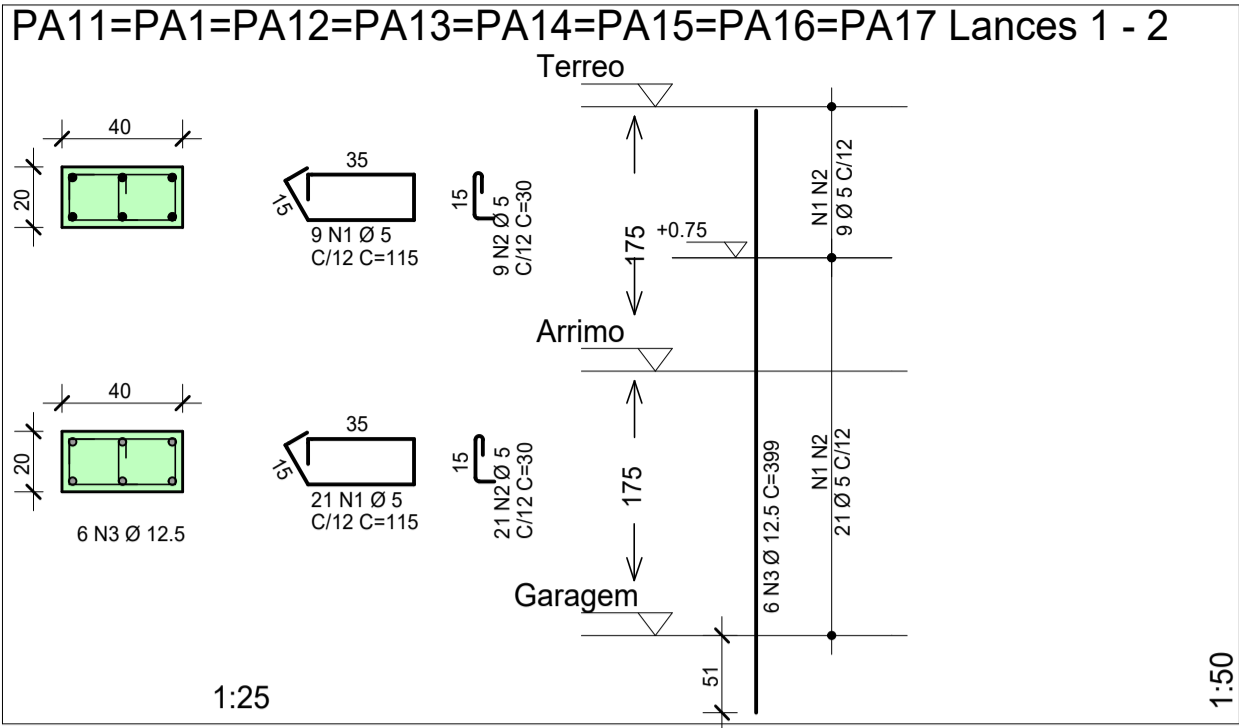 PA11=PA1=PA12=PA13=PA14=PA15=PA16=PA17 Lances 1 - 2
Terreo
40
20
35
15
9 N1 Ø 5
C/12 C=115
15
9 N2 Ø 5
C/12 C=30
175
+0.75
N1 N2
9 Ø 5 C/12
Arrimo
40
20
6 N3 Ø 12.5
35
15
21 N1 Ø 5
C/12 C=115
15
21 N2 Ø 5
C/12 C=30
175
6 N3 Ø 12.5 C=399
N1 N2
21 Ø 5 C/12
Garagem
51
1:25
1:50